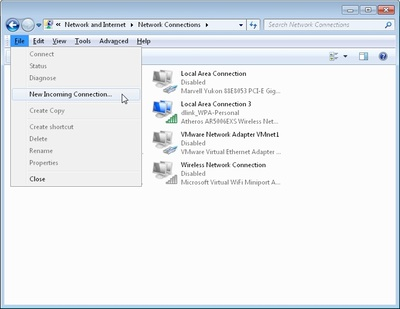 Network and Internet Network Connections Search Network Connections
File Edit View Tools Advanced Help
Connect
Status
Diagnose
New Incoming Connection...
Create Copy
Create shortcut
Delete
Rename
Properties
Close
Local Area Connection
Disabled
Marvell Yukon 88E8053 PCI-E Gig...
Local Area Connection 3
dlink_WPA-Personal
Atheros AR5006EXS Wireless Net...
VMware Network Adapter VMnet1
Disabled
VMware Virtual Ethernet Adapter ...
Wireless Network Connection
Disabled
Microsoft Virtual WiFi Miniport A...